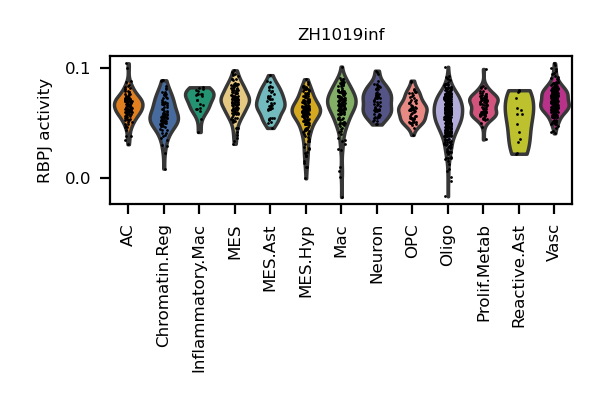 ZH1019inf
RBPJ activity
0.1
0.0
AC
Chromatin.Reg
Inflammatory.Mac
MES
MES.Ast
MES.Hyp
Mac
Neuron
OPC
Oligo
Prolif.Metab
Reactive.Ast
Vasc